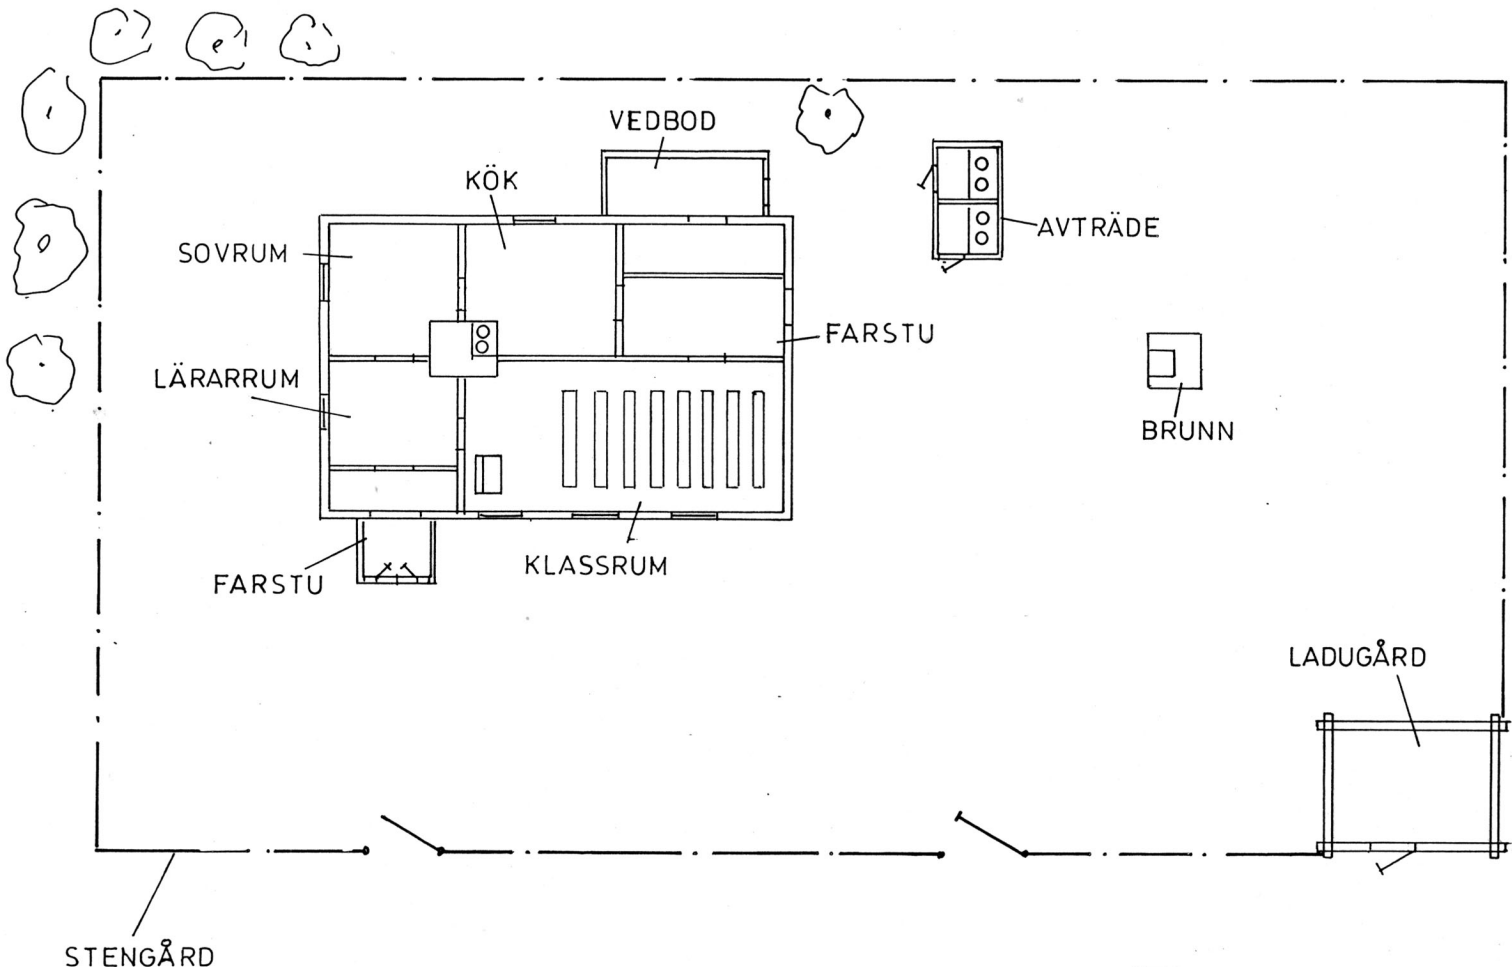 VEDBOD
KÖK
SOVRUM
AVTRÄDE
FARSTU
LÄRARRUM
BRUNN
KLASSRUM
FARSTU
LADUGÅRD
STENGÅRD